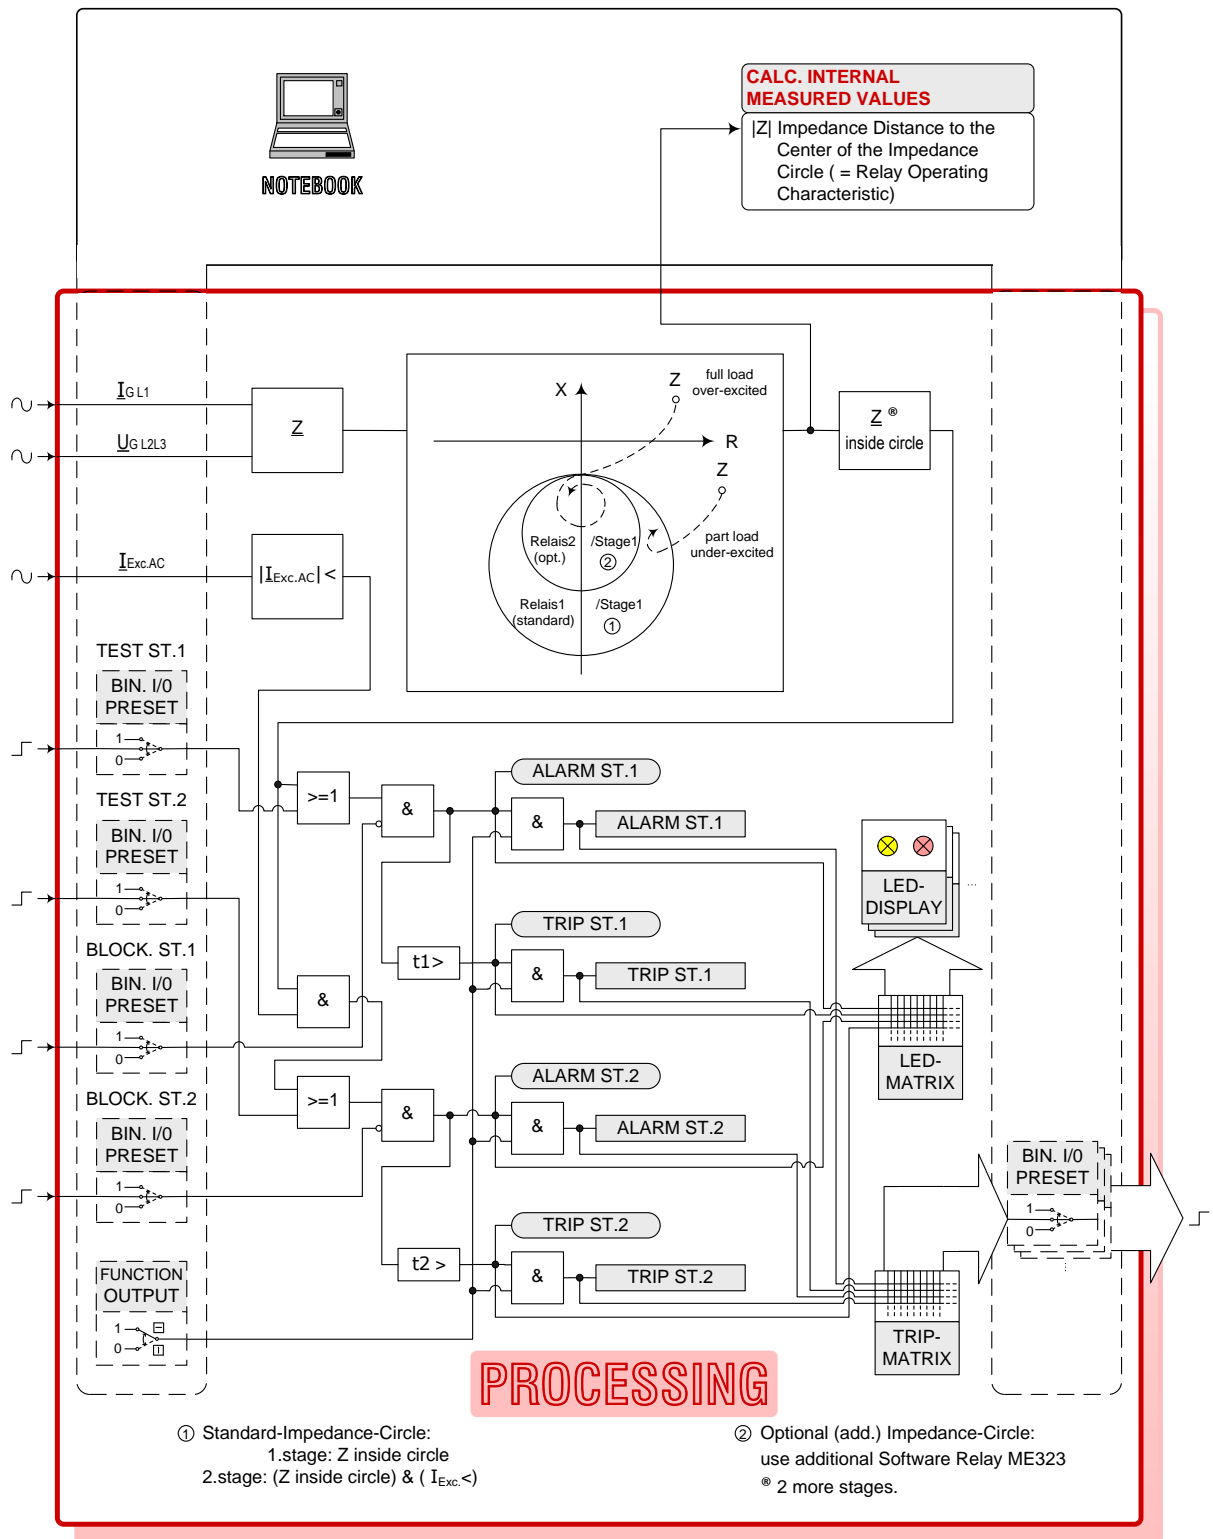 NOTEBOOK
CALC. INTERNAL
MEASURED VALUES
|Z| Impedance Distance to the
Center of the Impedance
Circle ( = Relay Operating
Characteristic)
IG L1
UG L2L3
Z
X
R
Z
full load
over-excited
Z
part load
under-excited
Relais2
(opt.)
/Stage1
②
Relais1
(standard)
/Stage1
①
Z ®
inside circle
IExc.AC
|IExc.AC| <
TEST ST.1
BIN. I/0
PRESET
1
0
TEST ST.2
BIN. I/0
PRESET
1
0
BLOCK. ST.1
BIN. I/0
PRESET
1
0
BLOCK. ST.2
BIN. I/0
PRESET
1
0
FUNCTION
OUTPUT
1
0
>=1
&
ALARM ST.1
&
ALARM ST.1
t1>
TRIP ST.1
&
TRIP ST.1
&
>=1
&
ALARM ST.2
&
ALARM ST.2
t2 >
TRIP ST.2
&
TRIP ST.2
LED-
DISPLAY
...
LED-
MATRIX
TRIP-
MATRIX
BIN. I/0
PRESET
1
0
...
PROCESSING
① Standard-Impedance-Circle:
1.stage: Z inside circle
2.stage: (Z inside circle) & ( IExc.<)
② Optional (add.) Impedance-Circle:
use additional Software Relay ME323
® 2 more stages.